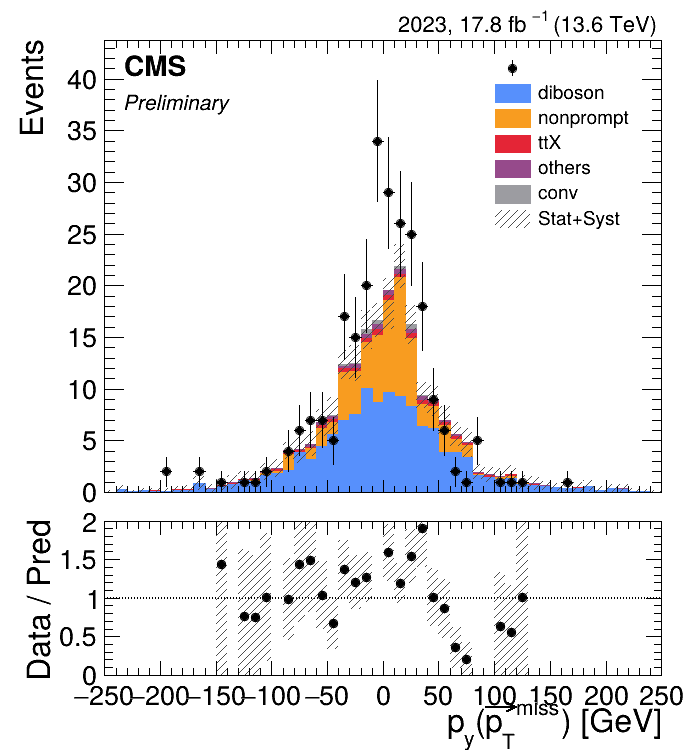 2023, 17.8 fb⁻¹ (13.6 TeV)
CMS
Preliminary
Events
40
35
30
25
20
15
10
5
0
diboson
nonprompt
ttX
others
conv
Stat+Syst
Data / Pred
2
1.5
1
0.5
0
−250 −200 −150 −100 −50 0 50 100 150 200 250
p_y(p_T^miss) [GeV]